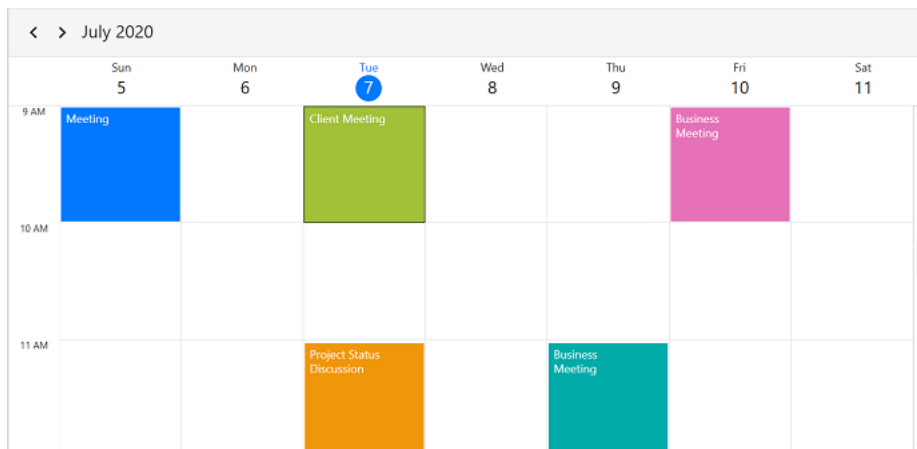 July 2020
Sun Mon Tue Wed Thu Fri Sat
5 6 7 8 9 10 11
9 AM
Meeting
Client Meeting
Business
Meeting
10 AM
11 AM
Project Status
Discussion
Business
Meeting